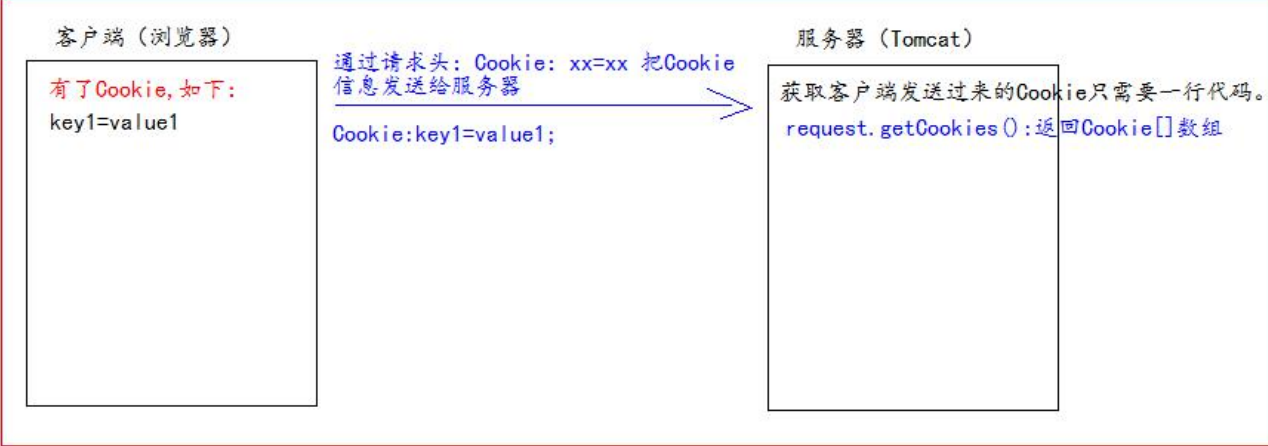 客户端（浏览器）
有了Cookie,如下:
key1=value1
通过请求头: Cookie: xx=xx 把Cookie
信息发送给服务器
Cookie:key1=value1;
服务器（Tomcat）
获取客户端发送过来的Cookie只需要一行代码。
request.getCookies():返回Cookie[]数组